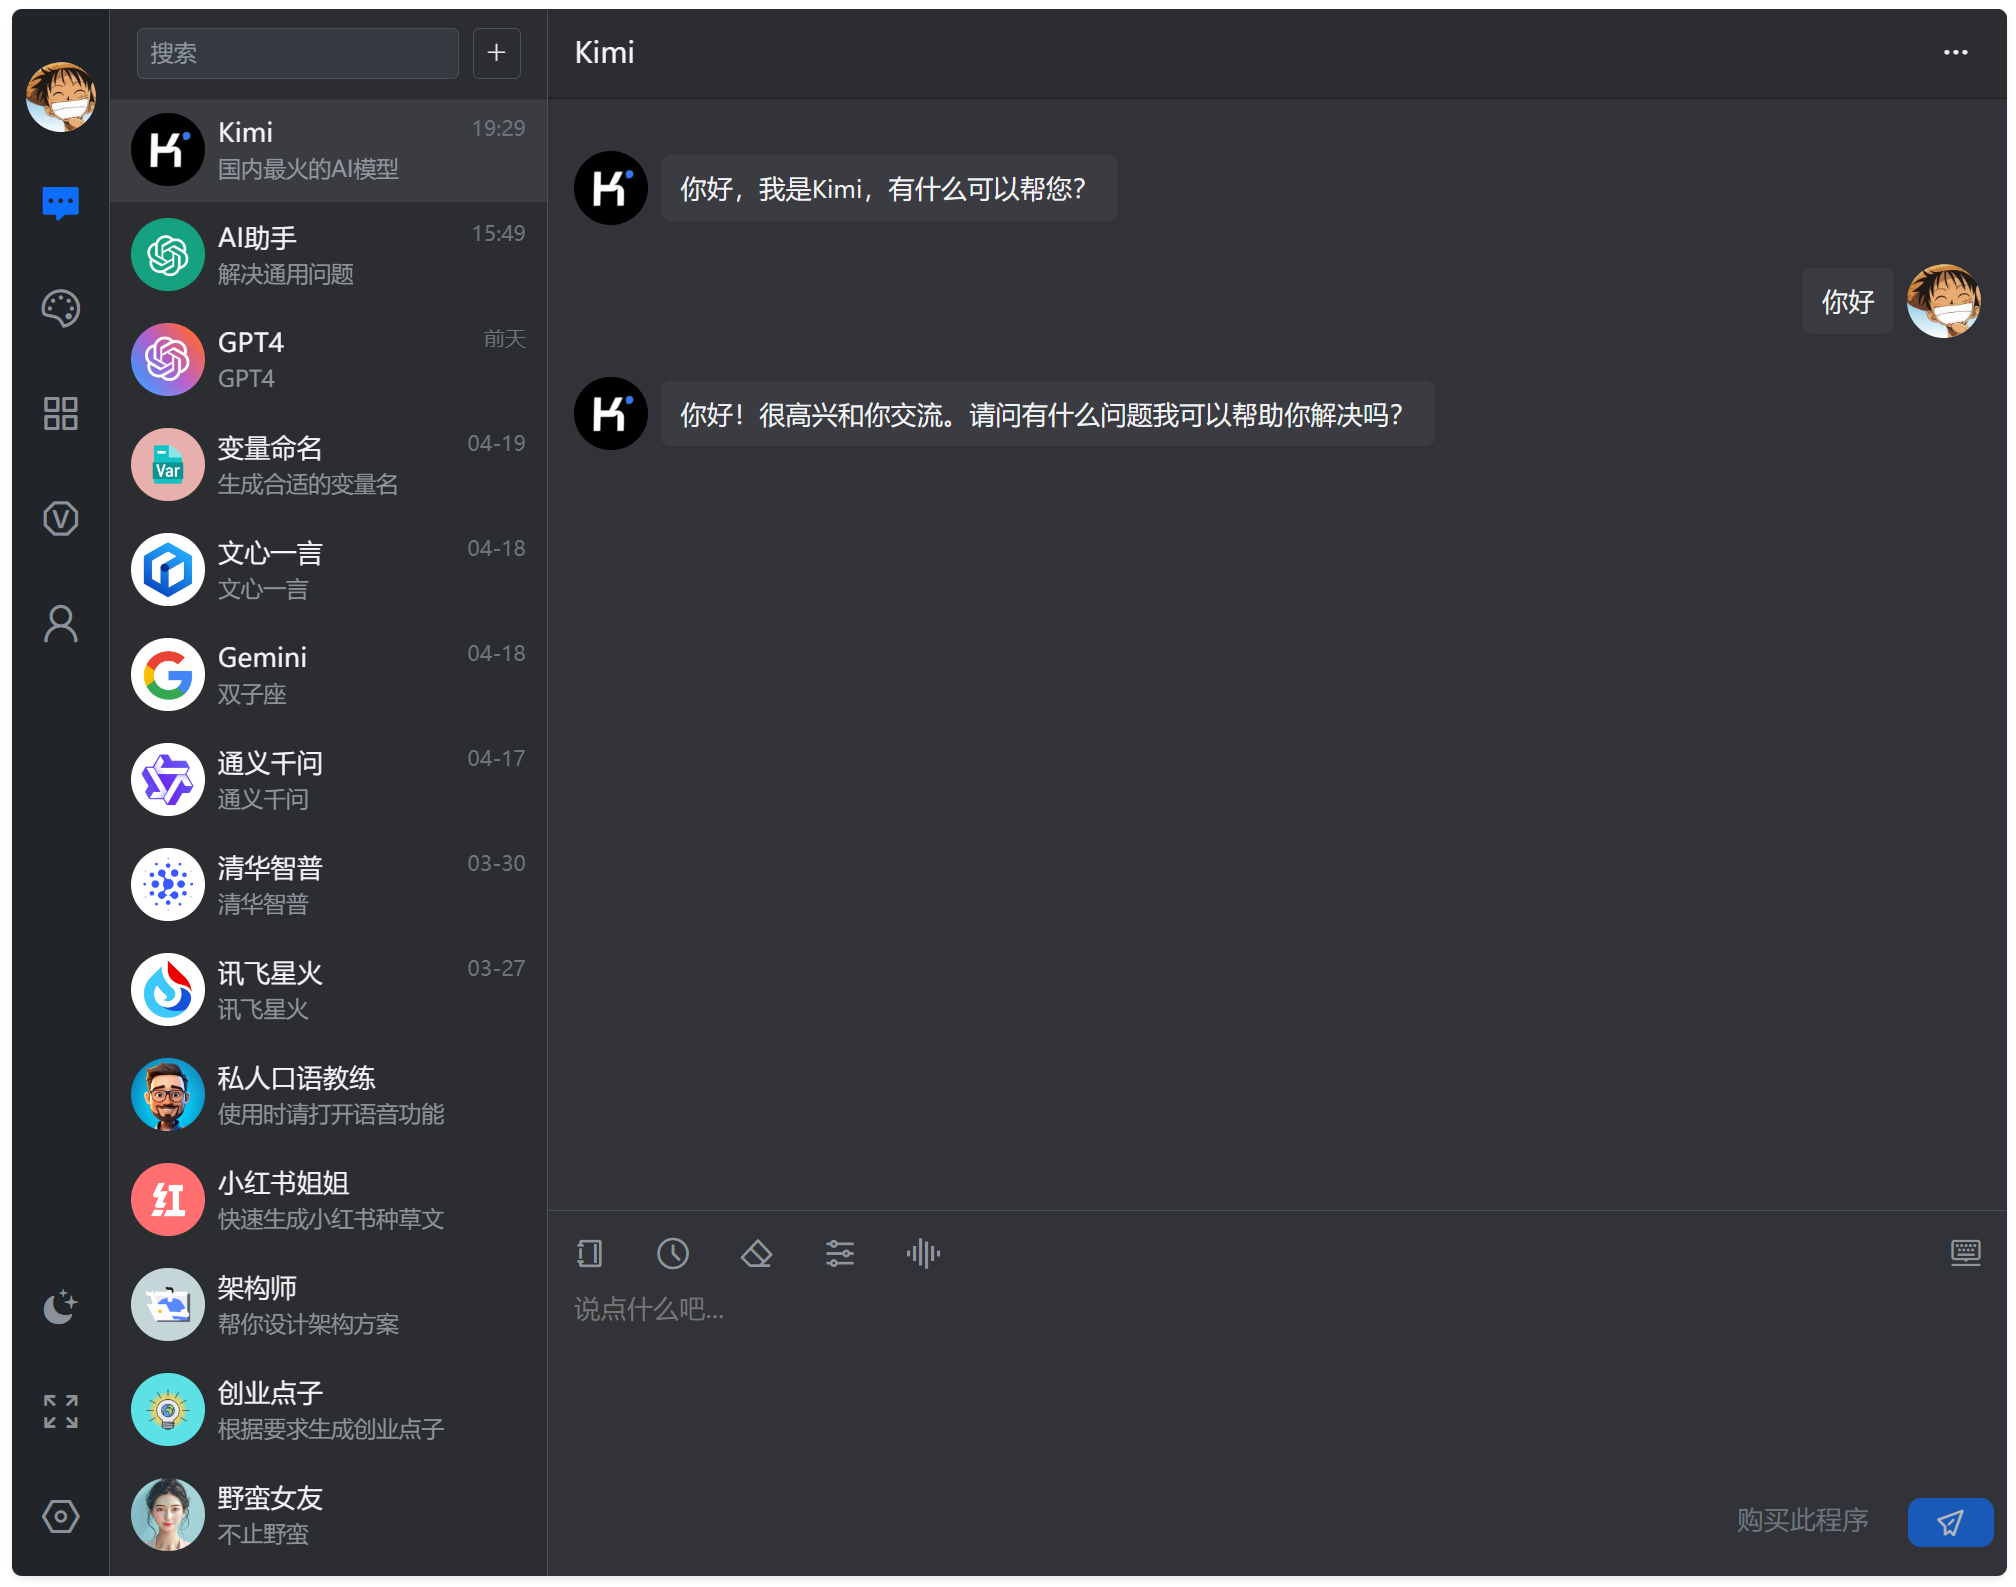 搜索
Kimi
19:29
国内最火的AI模型
AI助手
15:49
解决通用问题
GPT4
前天
GPT4
Var
变量命名
04-19
生成合适的变量名
文心一言
04-18
文心一言
Gemini
04-18
双子座
通义千问
04-17
通义千问
清华智普
03-30
清华智普
讯飞星火
03-27
讯飞星火
私人口语教练
使用时请打开语音功能
红
小红书姐姐
快速生成小红书种草文
架构师
帮你设计架构方案
创业点子
根据要求生成创业点子
野蛮女友
不止野蛮
Kimi
你好，我是Kimi，有什么可以帮您？
你好
你好！很高兴和你交流。请问有什么问题我可以帮助你解决吗？
说点什么吧...
购买此程序